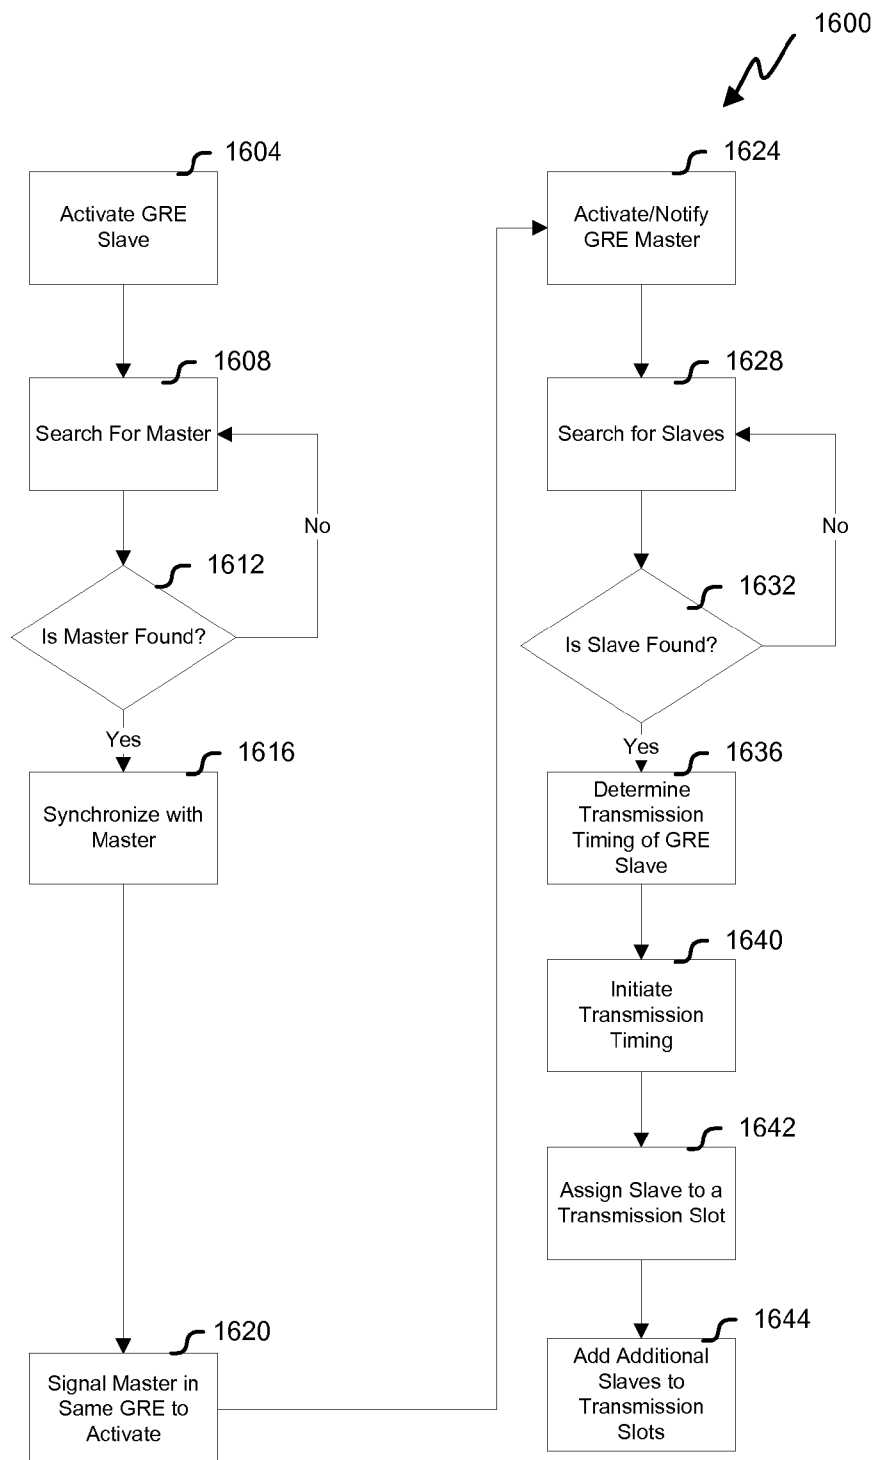 1600
1604
Activate GRE
Slave
1608
Search For Master
No
1612
Is Master Found?
Yes
1616
Synchronize with
Master
1620
Signal Master in
Same GRE to
Activate
1624
Activate/Notify
GRE Master
1628
Search for Slaves
No
1632
Is Slave Found?
Yes
1636
Determine
Transmission
Timing of GRE
Slave
1640
Initiate
Transmission
Timing
1642
Assign Slave to a
Transmission Slot
1644
Add Additional
Slaves to
Transmission
Slots